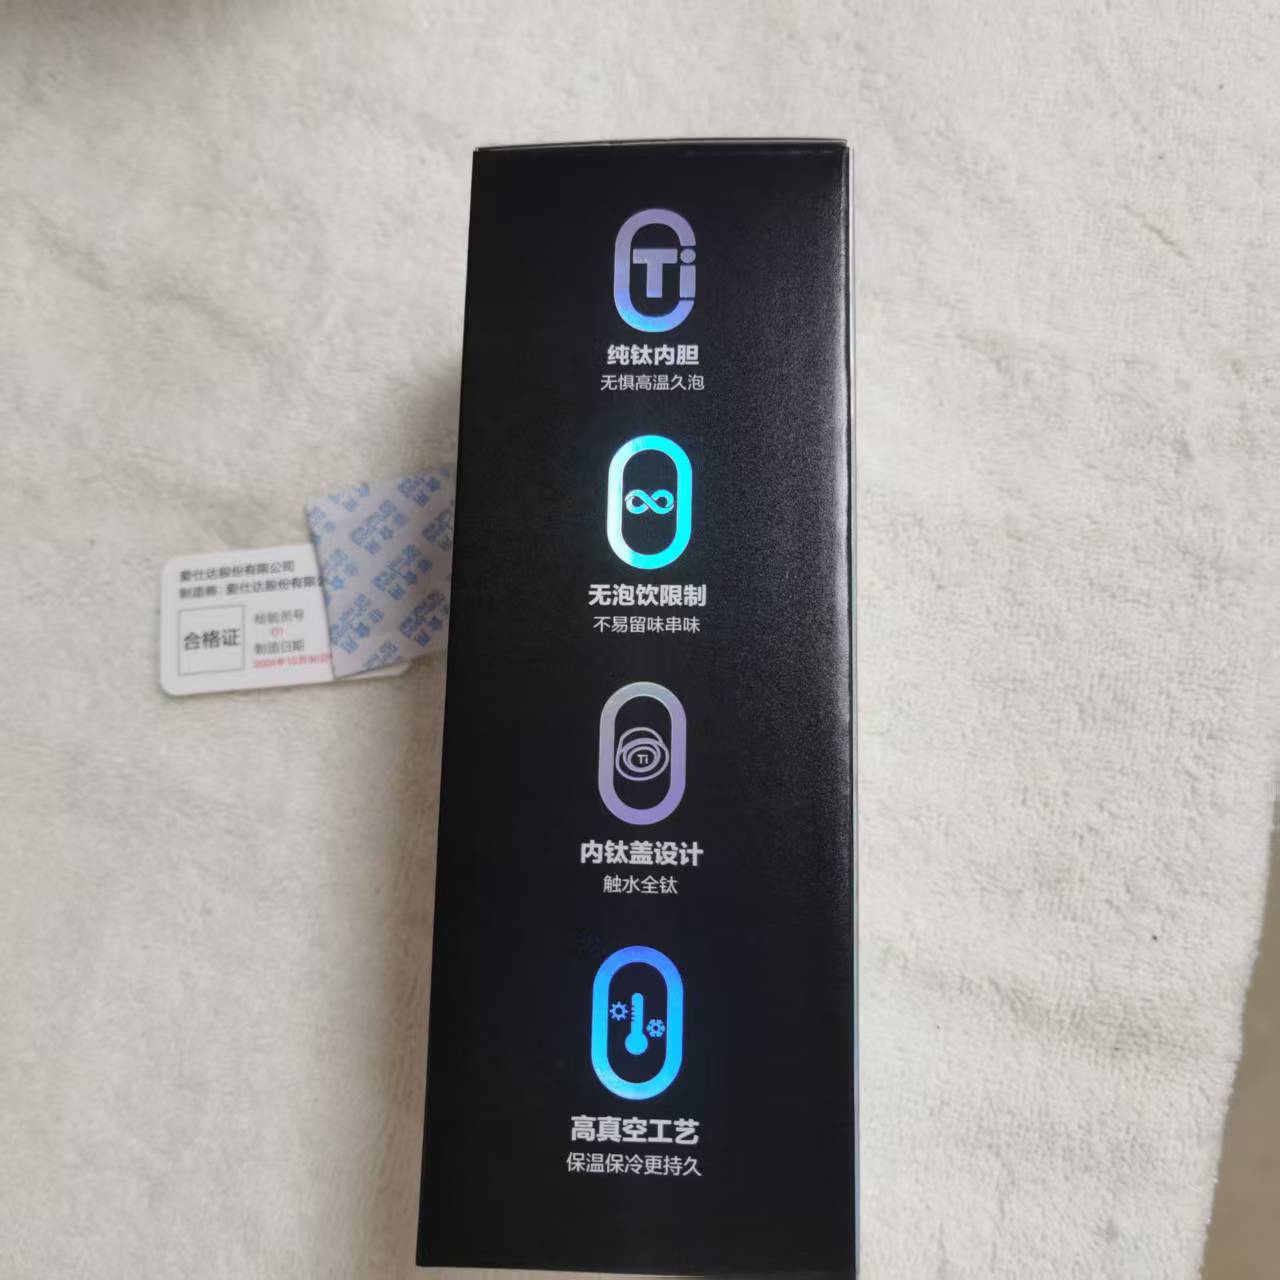 Ti
纯钛内胆
无惧高温久泡
无泡饮限制
不易留味串味
Ti
内钛盖设计
触水全钛
高真空工艺
保温保冷更持久
爱仕达股份有限公司
制造商：爱仕达股份有限公
合格证
检验员号
01
制造日期
非食用